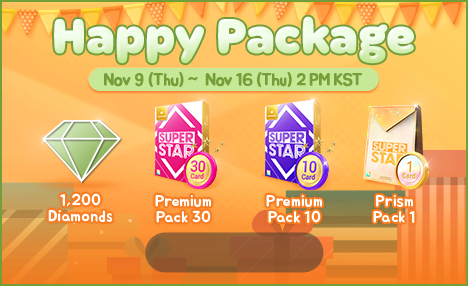 Happy Package
Nov 9 (Thu) ~ Nov 16 (Thu) 2 PM KST
SUPER
STAR
30
Card
SUPER
STAR
10
Card
SUPER
STAR
1
Card
1,200
Diamonds
Premium
Pack 30
Premium
Pack 10
Prism
Pack 1